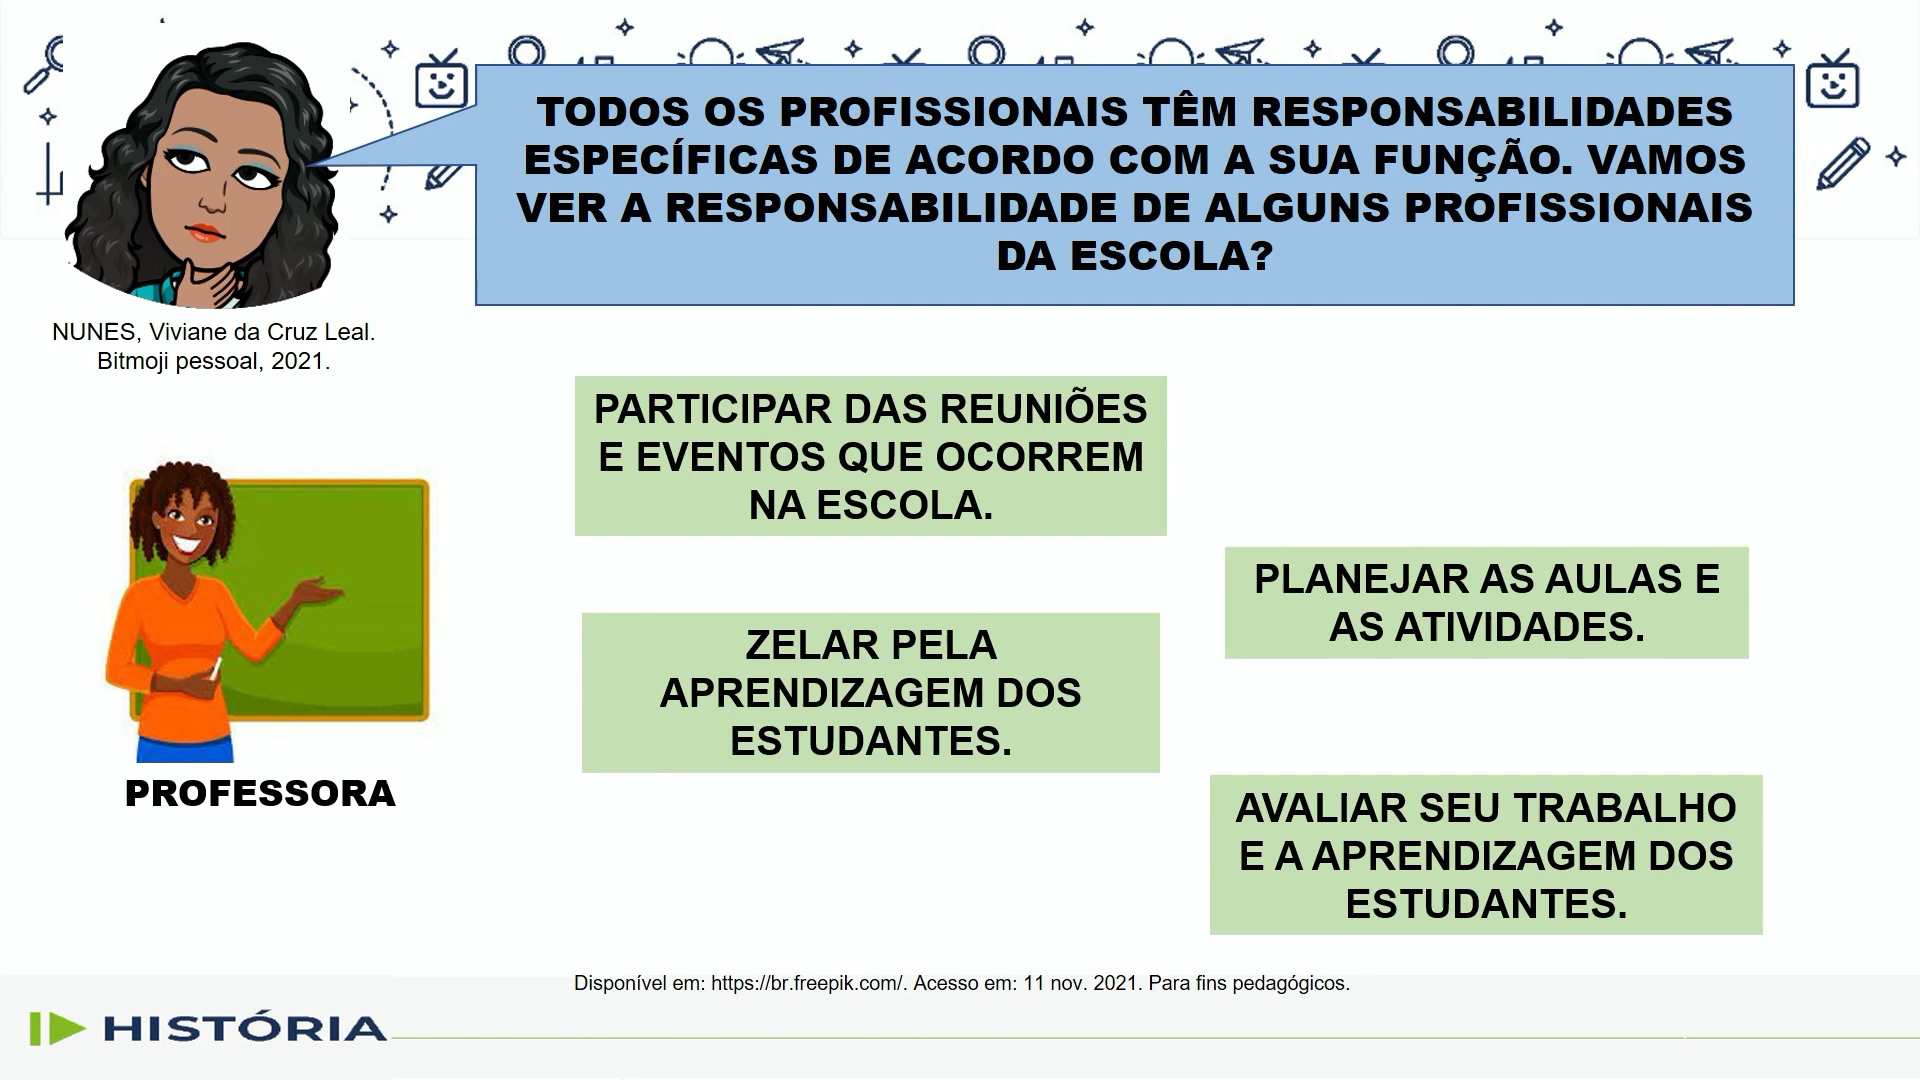 TODOS OS PROFISSIONAIS TÊM RESPONSABILIDADES
ESPECÍFICAS DE ACORDO COM A SUA FUNÇÃO. VAMOS
VER A RESPONSABILIDADE DE ALGUNS PROFISSIONAIS
DA ESCOLA?
NUNES, Viviane da Cruz Leal.
Bitmoji pessoal, 2021.
PARTICIPAR DAS REUNIÕES
E EVENTOS QUE OCORREM
NA ESCOLA.
PLANEJAR AS AULAS E
AS ATIVIDADES.
ZELAR PELA
APRENDIZAGEM DOS
ESTUDANTES.
PROFESSORA
AVALIAR SEU TRABALHO
E A APRENDIZAGEM DOS
ESTUDANTES.
Disponível em: https://br.freepik.com/. Acesso em: 11 nov. 2021. Para fins pedagógicos.
HISTÓRIA